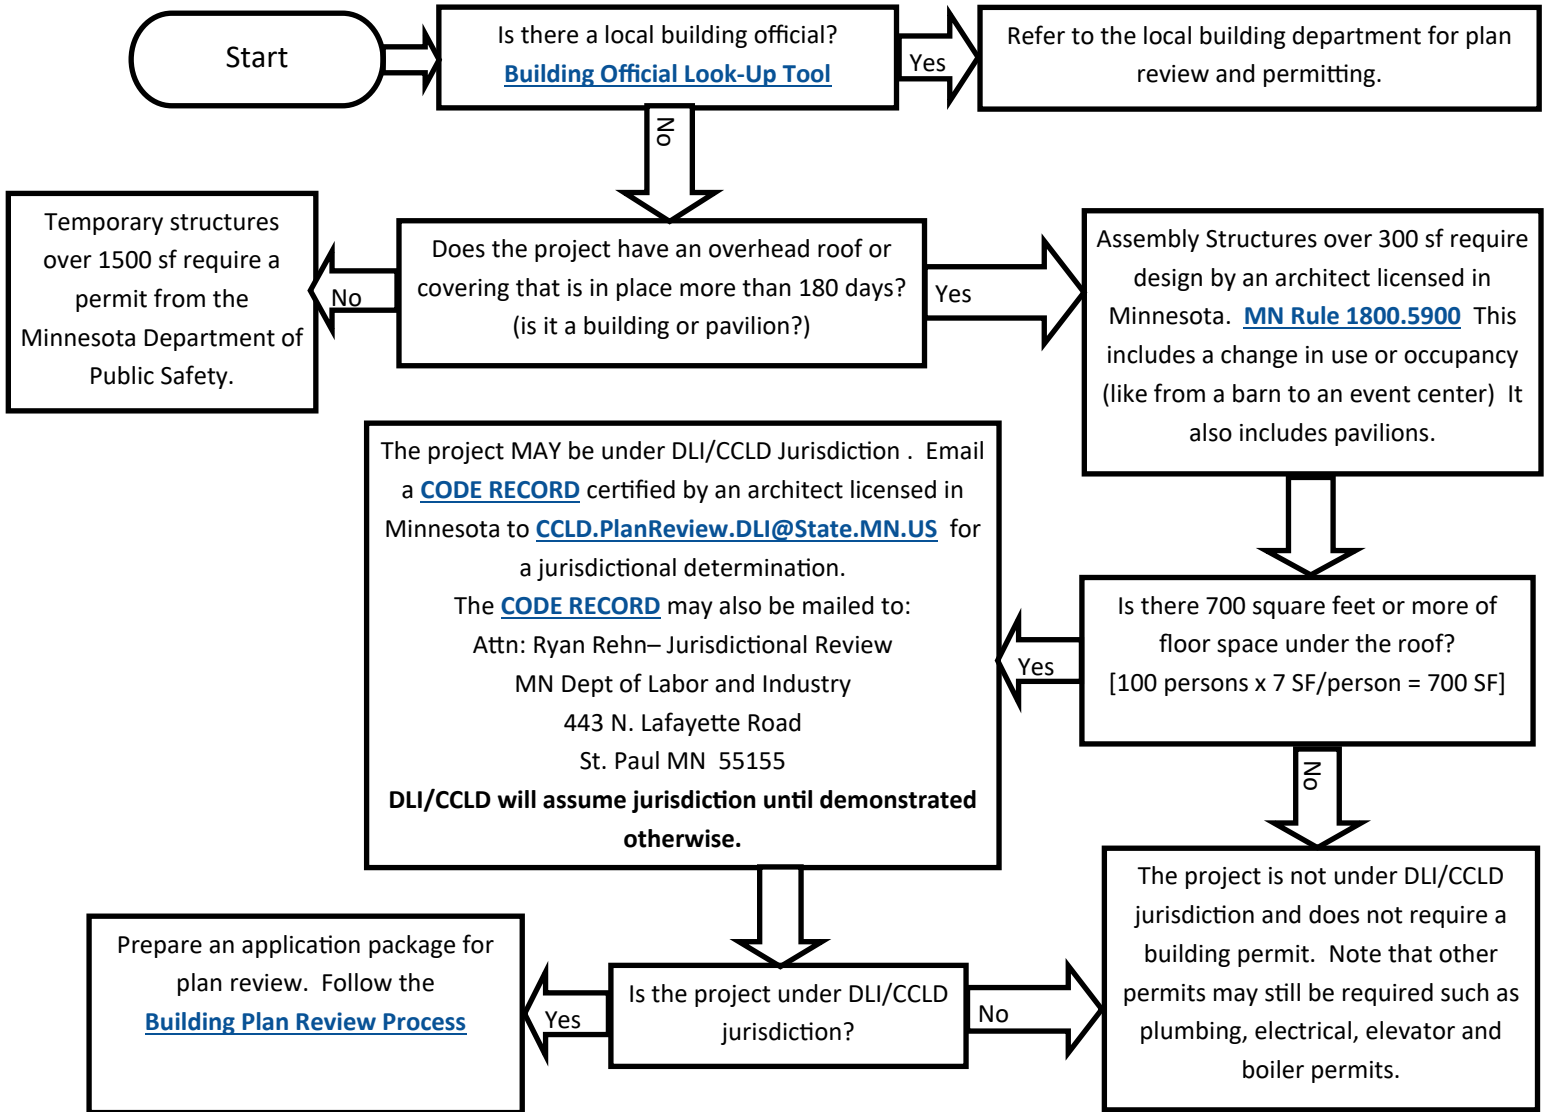 Start
Is there a local building official?
Building Official Look-Up Tool
Yes
Refer to the local building department for plan
review and permitting.
No
Temporary structures
over 1500 sf require a
permit from the
Minnesota Department of
Public Safety.
No
Does the project have an overhead roof or
covering that is in place more than 180 days?
(is it a building or pavilion?)
Yes
Assembly Structures over 300 sf require
design by an architect licensed in
Minnesota. MN Rule 1800.5900 This
includes a change in use or occupancy
(like from a barn to an event center) It
also includes pavilions.
The project MAY be under DLI/CCLD Jurisdiction . Email
a CODE RECORD certified by an architect licensed in
Minnesota to CCLD.PlanReview.DLI@State.MN.US for
a jurisdictional determination.
The CODE RECORD may also be mailed to:
Attn: Ryan Rehn– Jurisdictional Review
MN Dept of Labor and Industry
443 N. Lafayette Road
St. Paul MN 55155
DLI/CCLD will assume jurisdiction until demonstrated
otherwise.
Yes
Is there 700 square feet or more of
floor space under the roof?
[100 persons x 7 SF/person = 700 SF]
No
Prepare an application package for
plan review. Follow the
Building Plan Review Process
Yes
Is the project under DLI/CCLD
jurisdiction?
No
The project is not under DLI/CCLD
jurisdiction and does not require a
building permit. Note that other
permits may still be required such as
plumbing, electrical, elevator and
boiler permits.